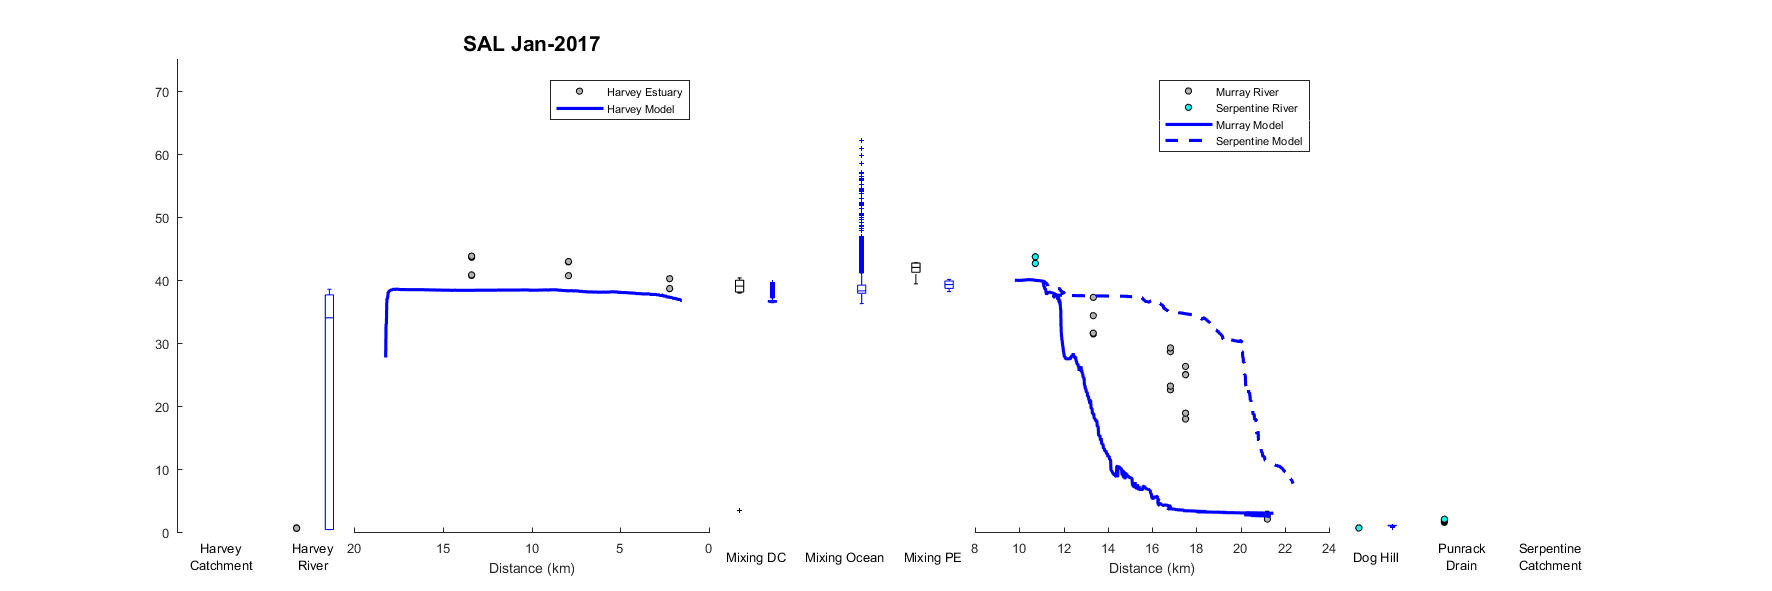 SAL Jan-2017
Harvey Estuary
Harvey Model
Murray River
Serpentine River
Murray Model
Serpentine Model
70
60
50
40
30
20
10
0
20 15 10 5 0
8 10 12 14 16 18 20 22 24
Harvey Catchment
Harvey River
Distance (km)
Mixing DC
Mixing Ocean
Mixing PE
Distance (km)
Dog Hill
Punrack Drain
Serpentine Catchment